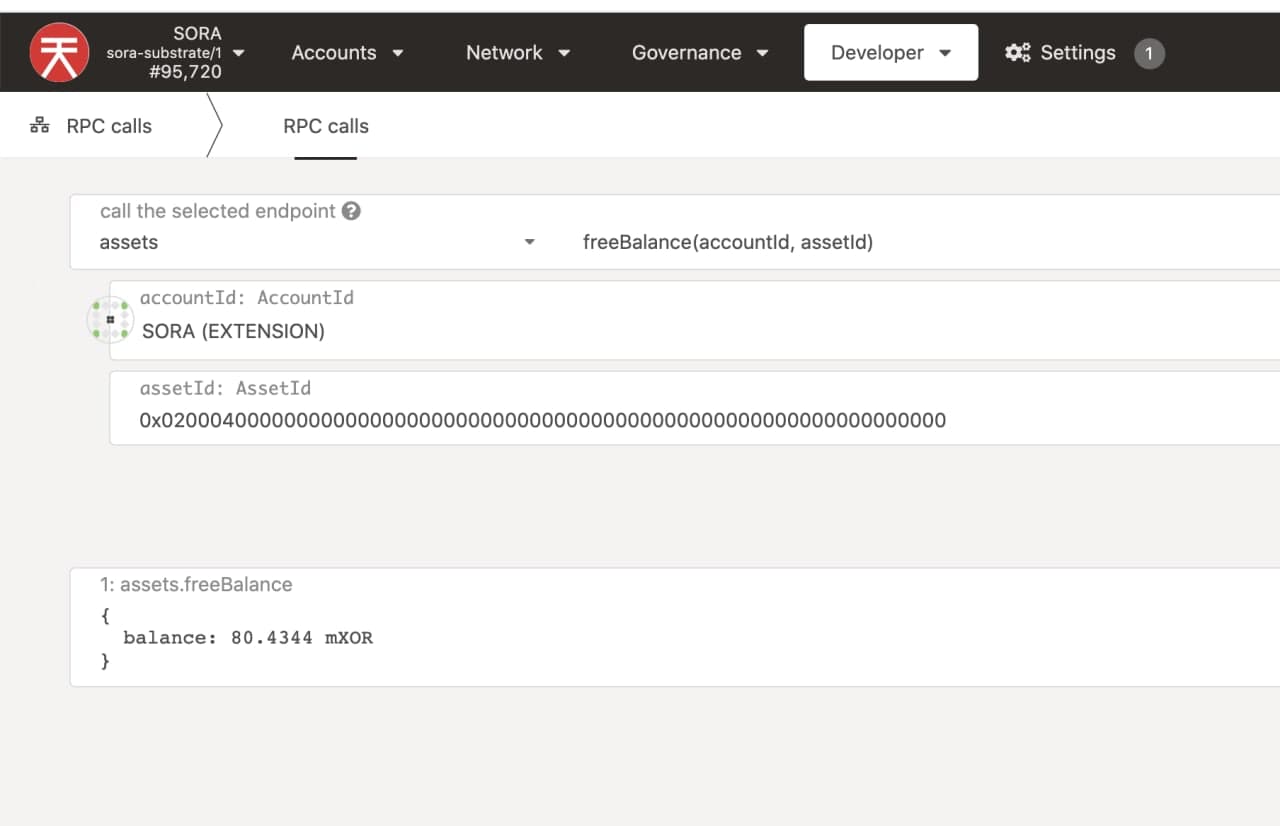 SORA
sora-substrate/1
#95,720
Accounts
Network
Governance
Developer
Settings
1
RPC calls
RPC calls
call the selected endpoint ?
assets
freeBalance(accountId, assetId)
accountId: AccountId
SORA (EXTENSION)
assetId: AssetId
0x0200040000000000000000000000000000000000000000000000000000000000
1: assets.freeBalance
{
balance: 80.4344 mXOR
}